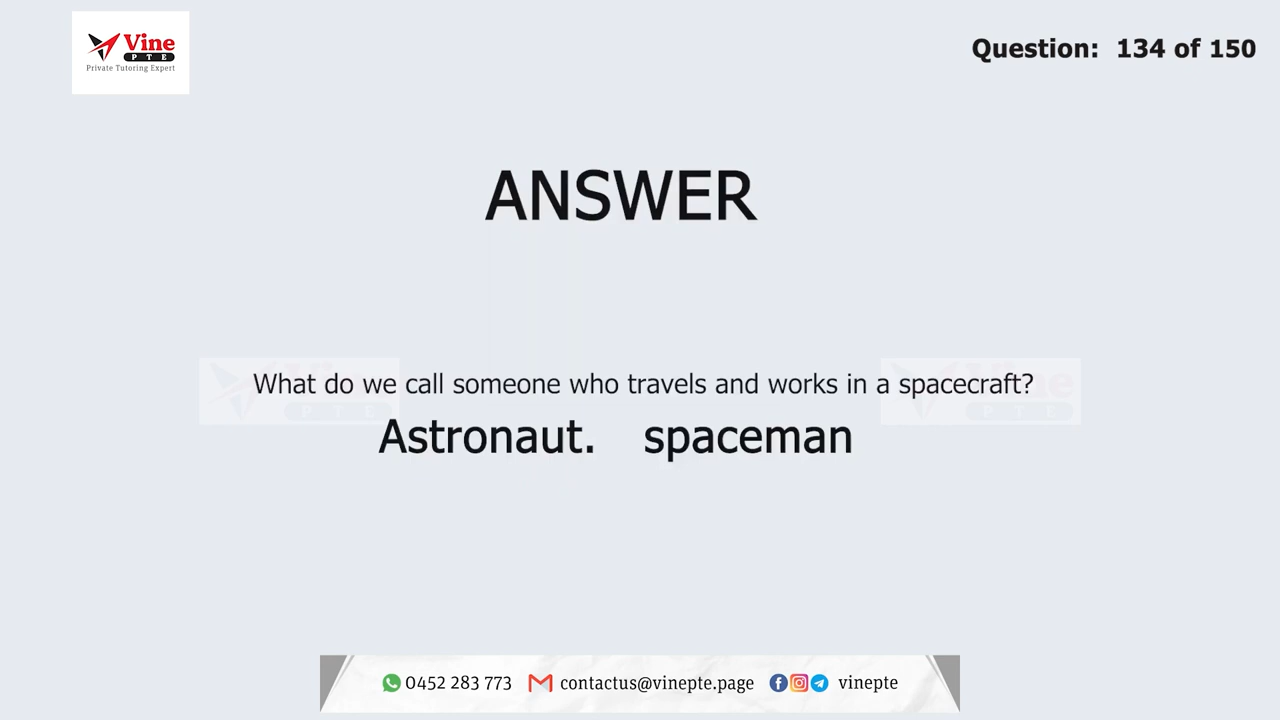 Vine
PTE
Private Tutoring Expert
Question: 134 of 150
ANSWER
What do we call someone who travels and works in a spacecraft?
Astronaut. spaceman
0452 283 773 contactus@vinepte.page vinepte